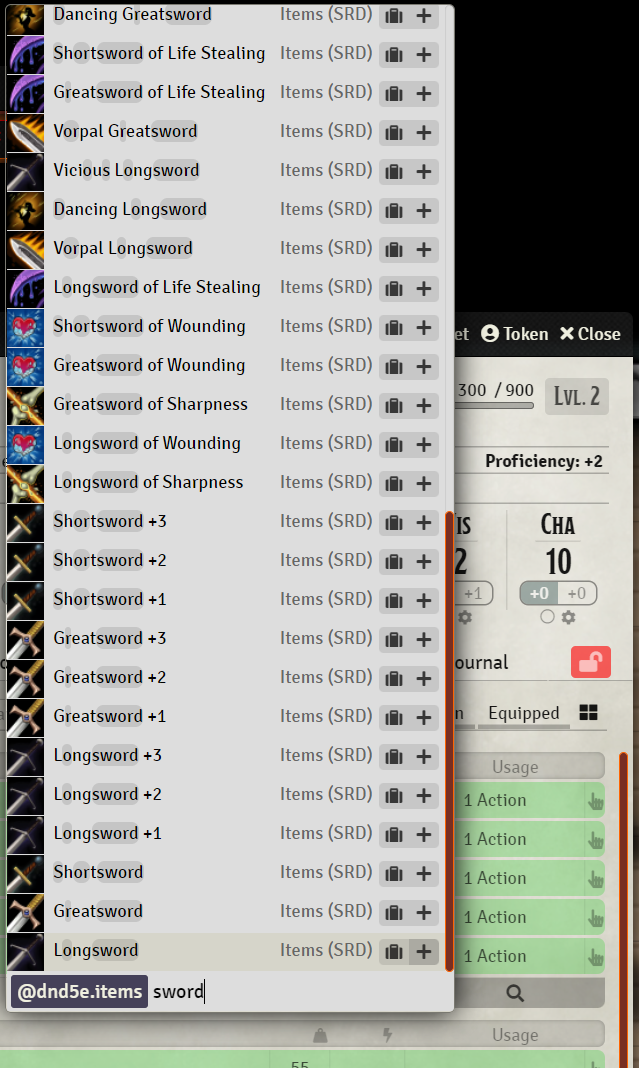 Dancing Greatsword Items (SRD)
Shortsword of Life Stealing Items (SRD)
Greatsword of Life Stealing Items (SRD)
Vorpal Greatsword Items (SRD)
Vicious Longsword Items (SRD)
Dancing Longsword Items (SRD)
Vorpal Longsword Items (SRD)
Longsword of Life Stealing Items (SRD)
Shortsword of Wounding Items (SRD)
Greatsword of Wounding Items (SRD)
Greatsword of Sharpness Items (SRD)
Longsword of Wounding Items (SRD)
Longsword of Sharpness Items (SRD)
Shortsword +3 Items (SRD)
Shortsword +2 Items (SRD)
Shortsword +1 Items (SRD)
Greatsword +3 Items (SRD)
Greatsword +2 Items (SRD)
Greatsword +1 Items (SRD)
Longsword +3 Items (SRD)
Longsword +2 Items (SRD)
Longsword +1 Items (SRD)
Shortsword Items (SRD)
Greatsword Items (SRD)
Longsword Items (SRD)
@dnd5e.items sword
et Token Close
300 / 900 LVL. 2
Proficiency: +2
IS CHA
2 10
+1 +0 +0
ournal
n Equipped
Usage
1 Action
1 Action
1 Action
1 Action
1 Action
Usage
55